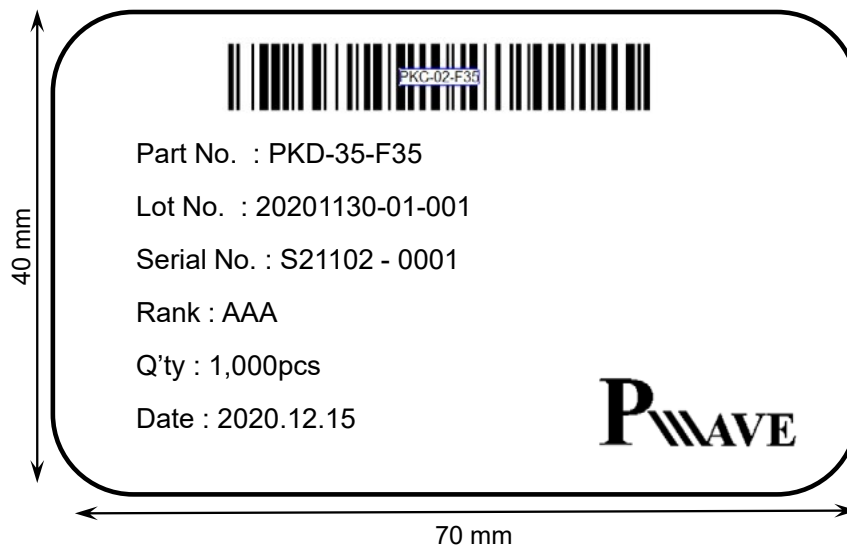 PKC-02-F35
Part No. : PKD-35-F35
Lot No. : 20201130-01-001
Serial No. : S21102 - 0001
Rank : AAA
Q’ty : 1,000pcs
Date : 2020.12.15
PWAVE
40 mm
70 mm